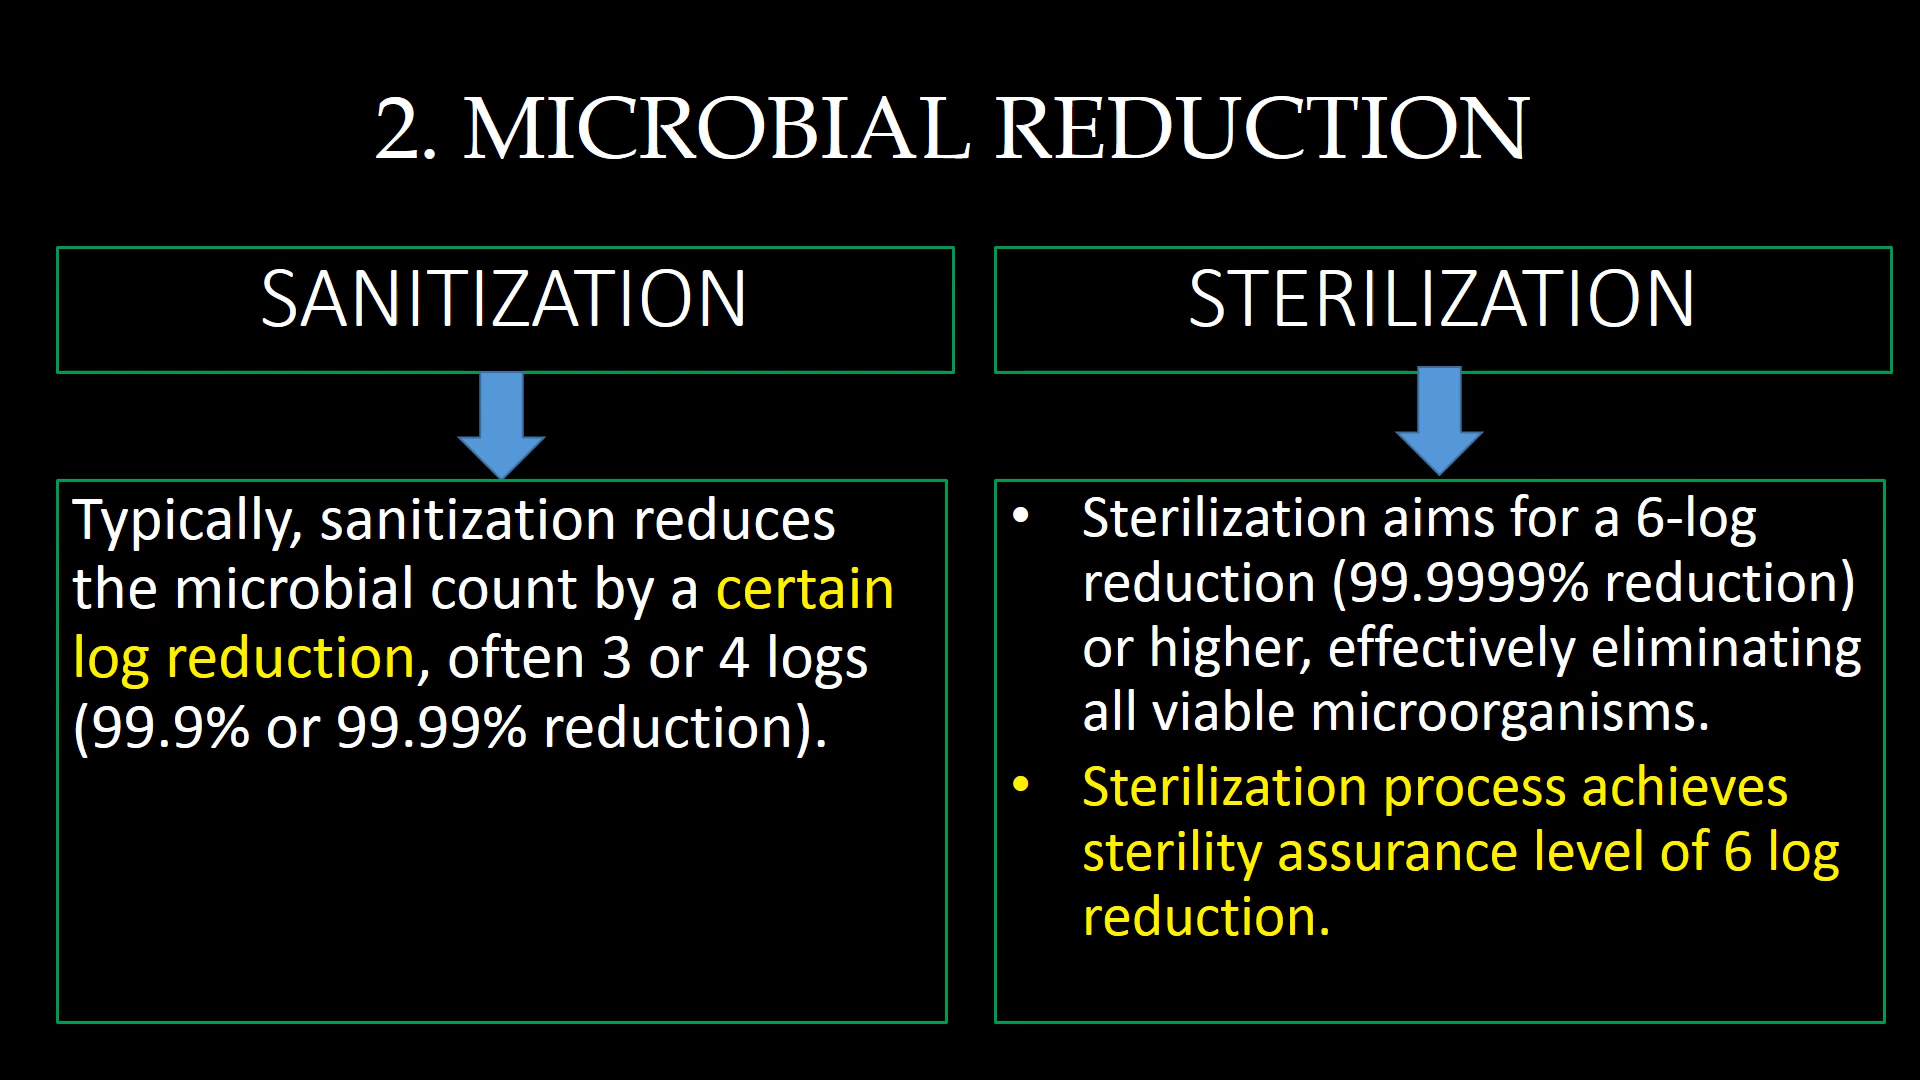 2. MICROBIAL REDUCTION
SANITIZATION
Typically, sanitization reduces
the microbial count by a certain
log reduction, often 3 or 4 logs
(99.9% or 99.99% reduction).
STERILIZATION
• Sterilization aims for a 6-log
reduction (99.9999% reduction)
or higher, effectively eliminating
all viable microorganisms.
• Sterilization process achieves
sterility assurance level of 6 log
reduction.